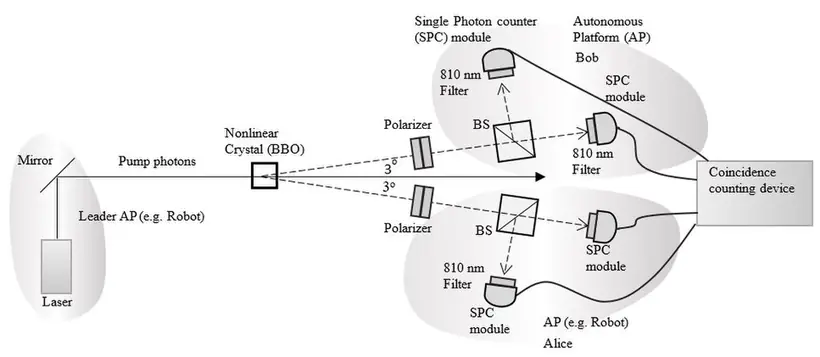 Single Photon counter
(SPC) module
Autonomous
Platform (AP)
Bob
810 nm
Filter
SPC
module
Nonlinear
Crystal (BBO)
Polarizer
BS
810 nm
Filter
Mirror
Pump photons
3°
3°
Coincidence
counting device
Leader AP (e.g. Robot)
Polarizer
BS
SPC
module
810 nm
Filter
Laser
SPC
module
AP (e.g. Robot)
Alice